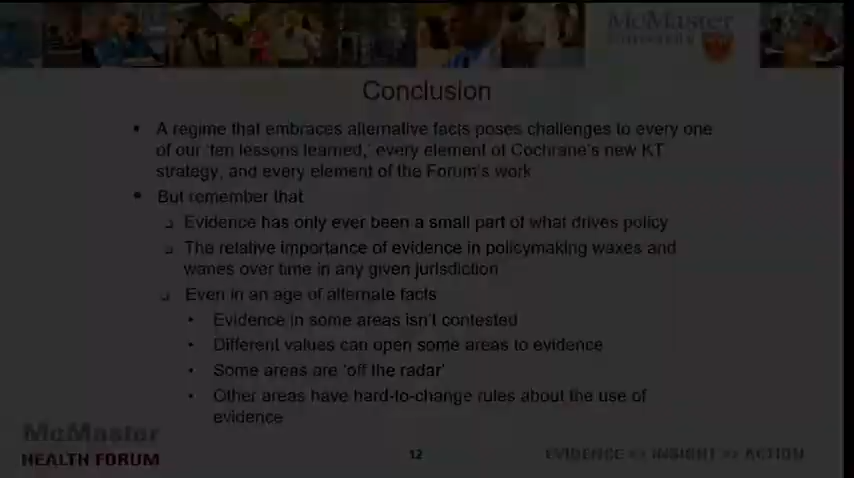 McMaster
University
Conclusion
• A regime that embraces alternative facts poses challenges to every one
of our 'ten lessons learned,' every element of Cochrane's new KT
strategy, and every element of the Forum's work
• But remember that
❑ Evidence has only ever been a small part of what drives policy
❑ The relative importance of evidence in policymaking waxes and
wanes over time in any given jurisdiction
❑ Even in an age of alternate facts
• Evidence in some areas isn't contested
• Different values can open some areas to evidence
• Some areas are 'off the radar'
• Other areas have hard-to-change rules about the use of
evidence
McMaster
HEALTH FORUM
12
EVIDENCE >> INSIGHT >> ACTION